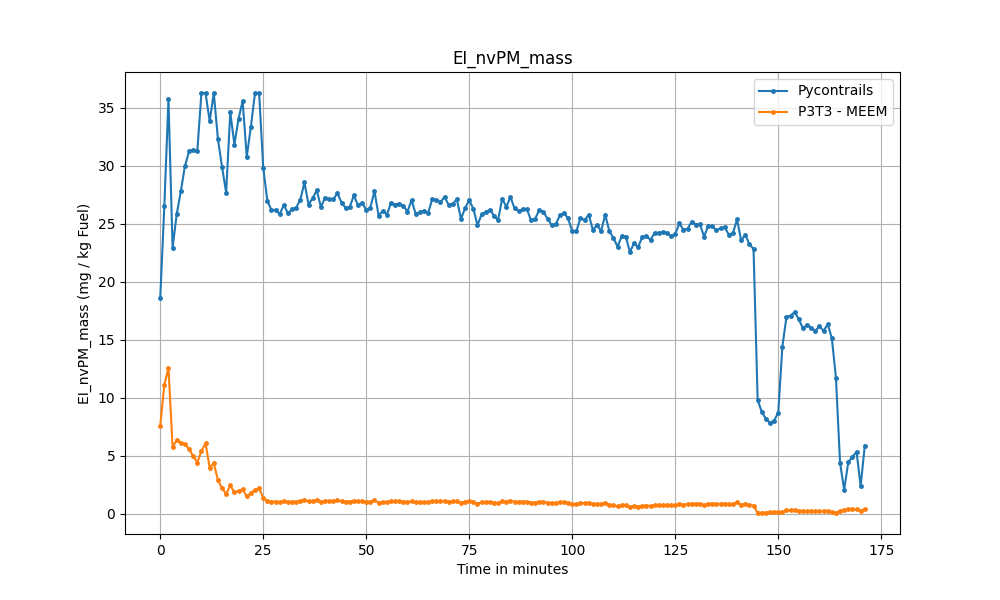 EI_nvPM_mass
Pycontrails
P3T3 - MEEM
EI_nvPM_mass (mg / kg Fuel)
35
30
25
20
15
10
5
0
0 25 50 75 100 125 150 175
Time in minutes